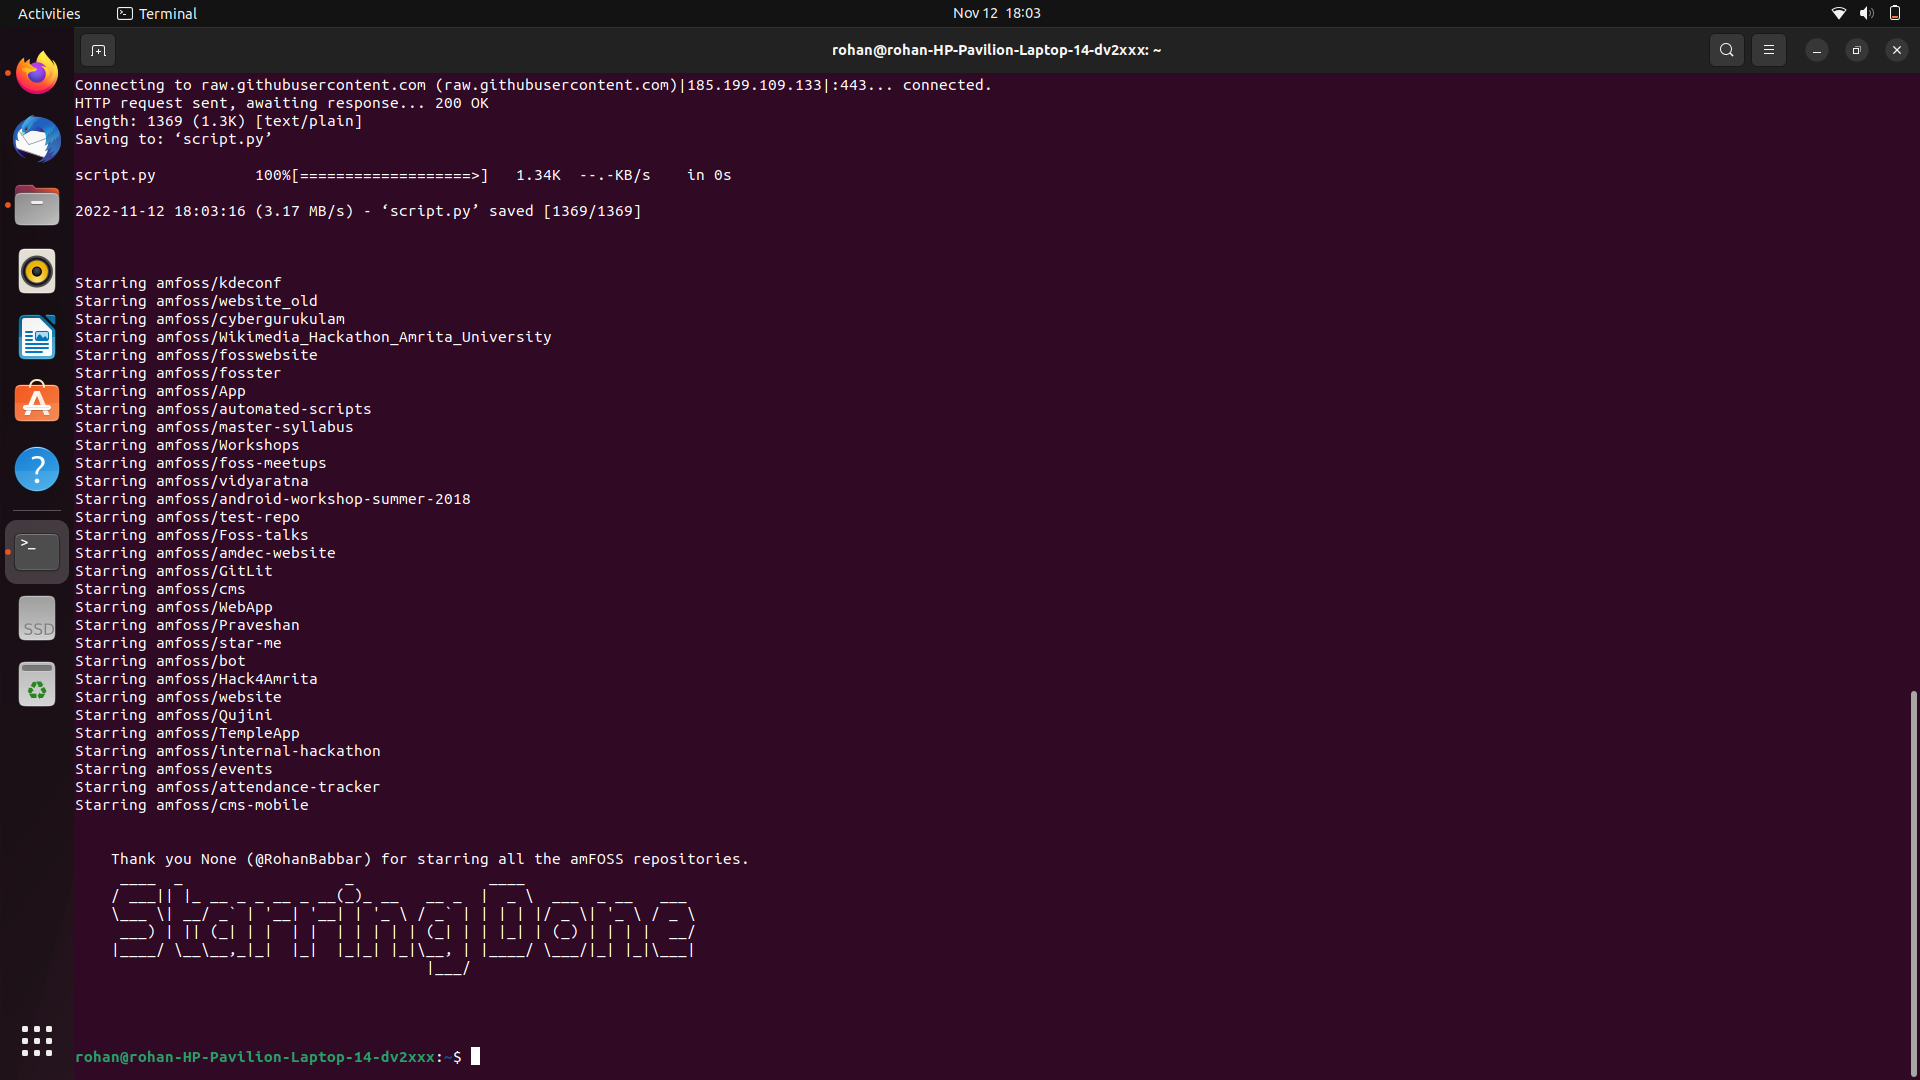 Activities
Terminal
Nov 12 18:03
rohan@rohan-HP-Pavilion-Laptop-14-dv2xxx: ~
Connecting to raw.githubusercontent.com (raw.githubusercontent.com)|185.199.109.133|:443... connected.
HTTP request sent, awaiting response... 200 OK
Length: 1369 (1.3K) [text/plain]
Saving to: ‘script.py’
script.py           100%[===================>]   1.34K  --.-KB/s    in 0s
2022-11-12 18:03:16 (3.17 MB/s) - ‘script.py’ saved [1369/1369]
Starring amfoss/kdeconf
Starring amfoss/website_old
Starring amfoss/cybergurukulam
Starring amfoss/Wikimedia_Hackathon_Amrita_University
Starring amfoss/fosswebsite
Starring amfoss/fosster
Starring amfoss/App
Starring amfoss/automated-scripts
Starring amfoss/master-syllabus
Starring amfoss/Workshops
Starring amfoss/foss-meetups
Starring amfoss/vidyaratna
Starring amfoss/android-workshop-summer-2018
Starring amfoss/test-repo
Starring amfoss/Foss-talks
Starring amfoss/amdec-website
Starring amfoss/GitLit
Starring amfoss/cms
Starring amfoss/WebApp
Starring amfoss/Praveshan
Starring amfoss/star-me
Starring amfoss/bot
Starring amfoss/Hack4Amrita
Starring amfoss/website
Starring amfoss/Qujini
Starring amfoss/TempleApp
Starring amfoss/internal-hackathon
Starring amfoss/events
Starring amfoss/attendance-tracker
Starring amfoss/cms-mobile
Thank you None (@RohanBabbar) for starring all the amFOSS repositories.
Starring Done
SSD
rohan@rohan-HP-Pavilion-Laptop-14-dv2xxx:~$